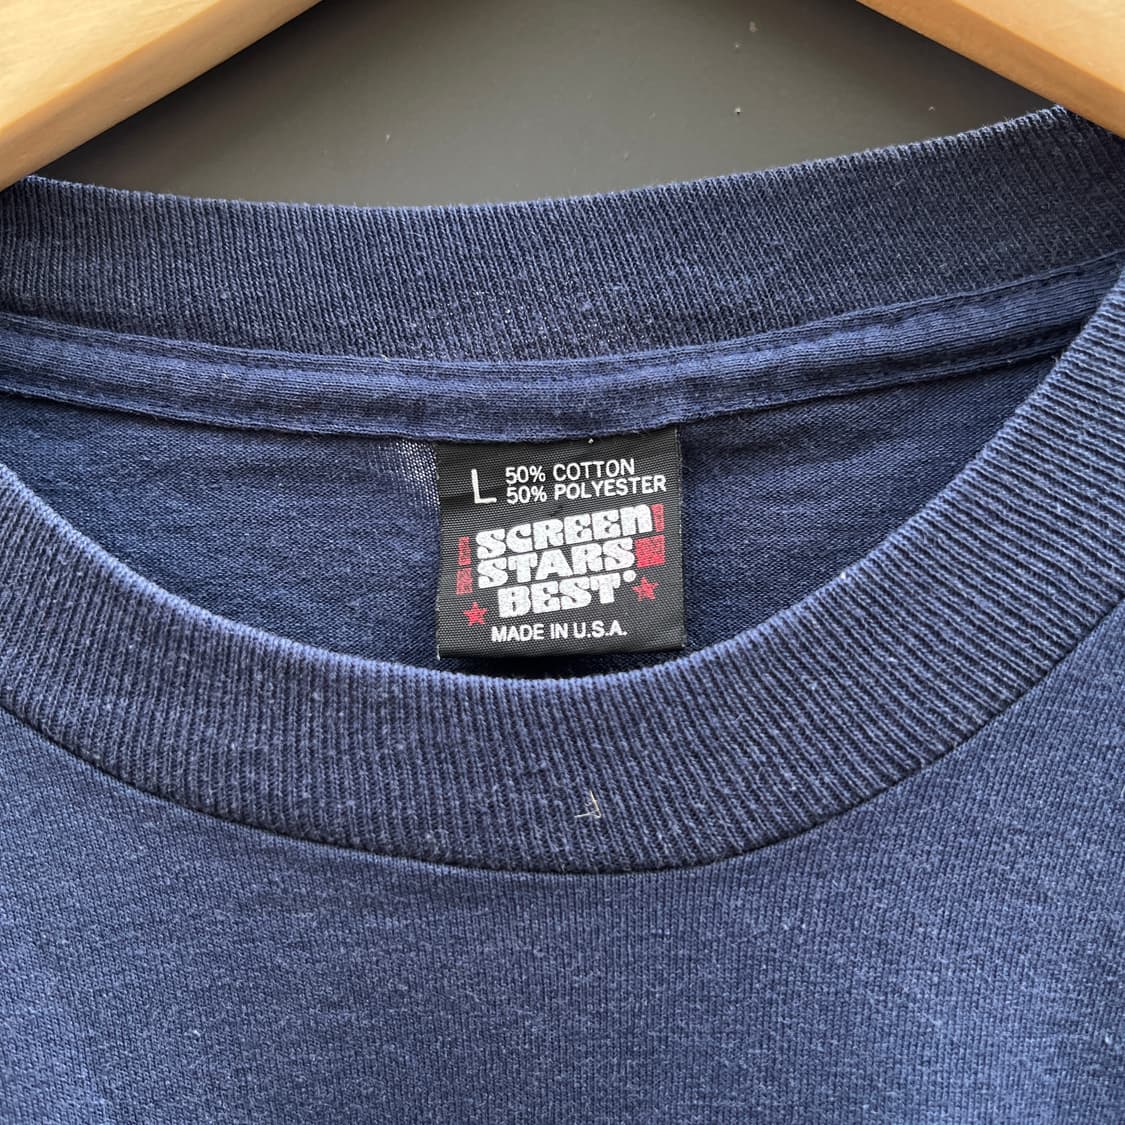 L 50% COTTON
50% POLYESTER
SCREEN
STARS
BEST
MADE IN U.S.A.